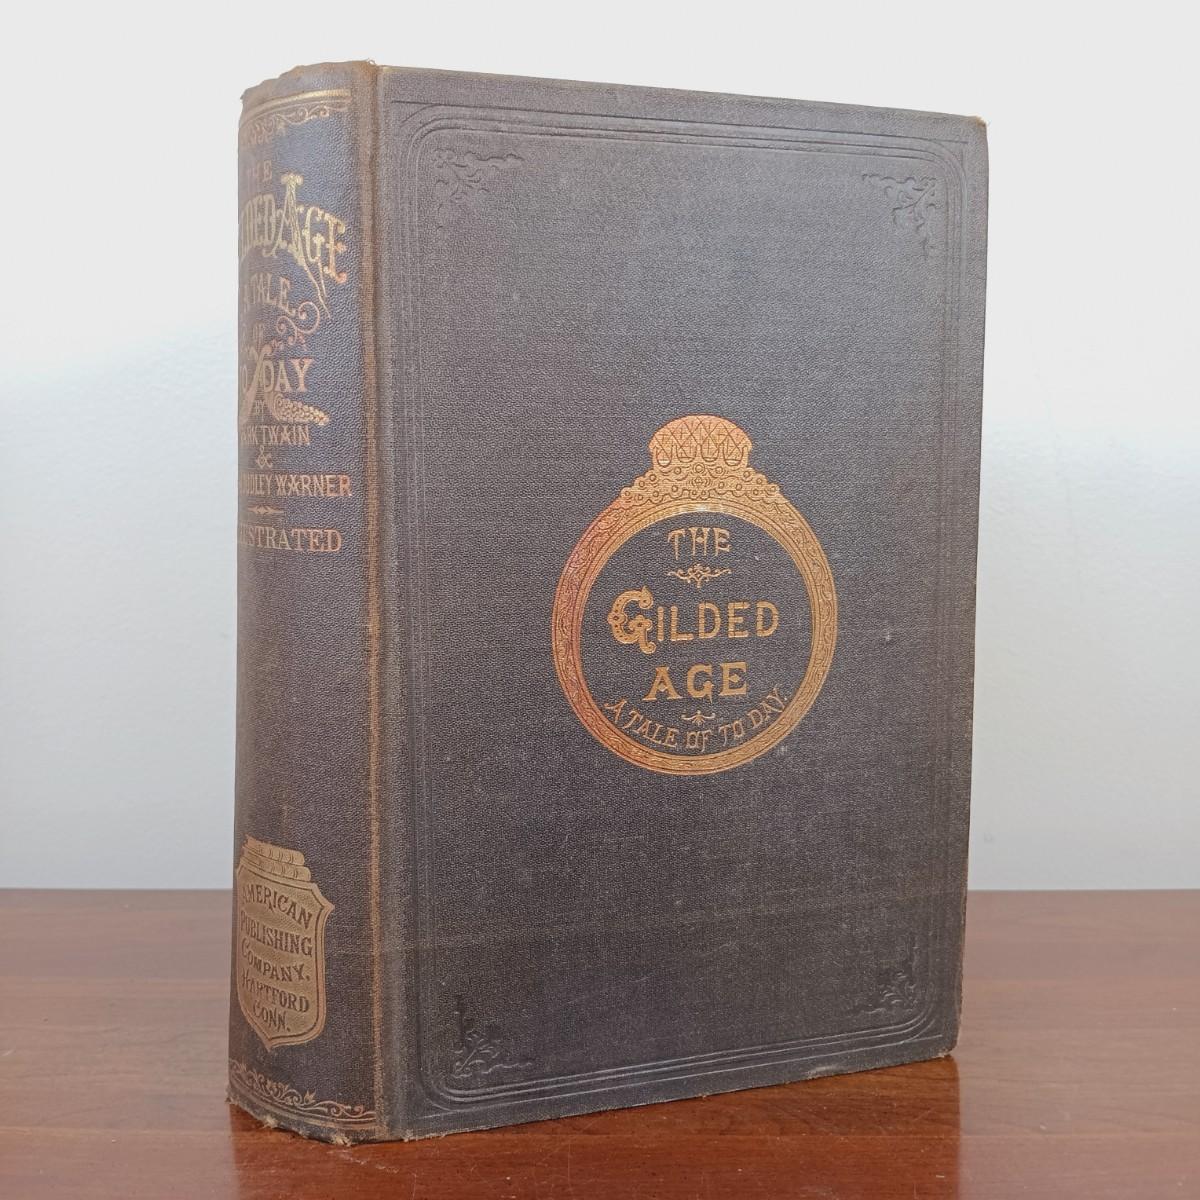 THE
GILDED AGE
A TALE
OF
TO DAY
BY
MARK TWAIN
&
DUDLEY WARNER
ILLUSTRATED
AMERICAN
PUBLISHING
COMPANY,
HARTFORD
CONN.
THE
GILDED
AGE
A TALE OF TO DAY.